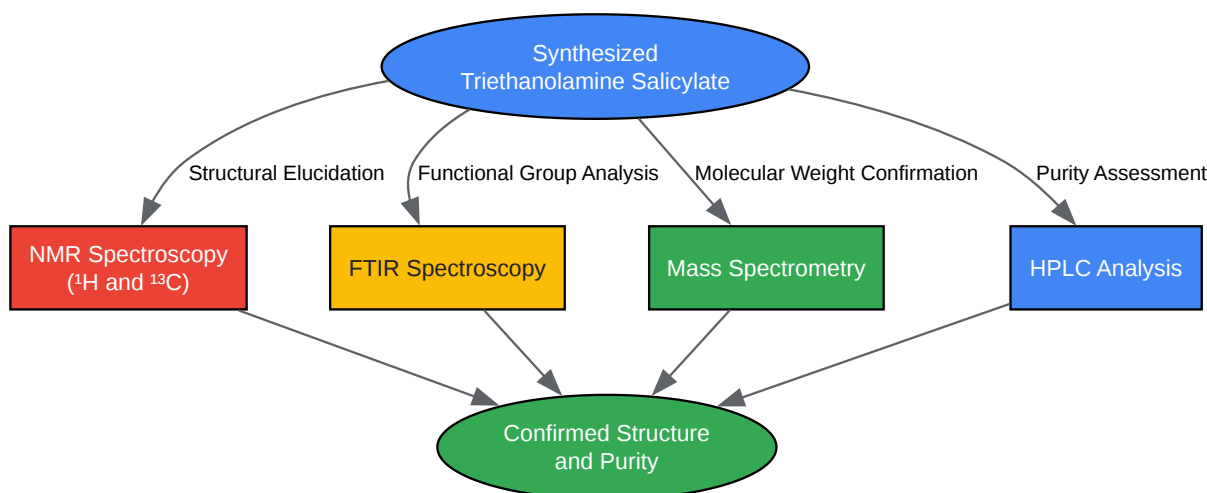 Synthesized
Triethanolamine Salicylate
Structural Elucidation
Functional Group Analysis
Molecular Weight Confirmation
Purity Assessment
NMR Spectroscopy
(¹H and ¹³C)
FTIR Spectroscopy
Mass Spectrometry
HPLC Analysis
Confirmed Structure
and Purity